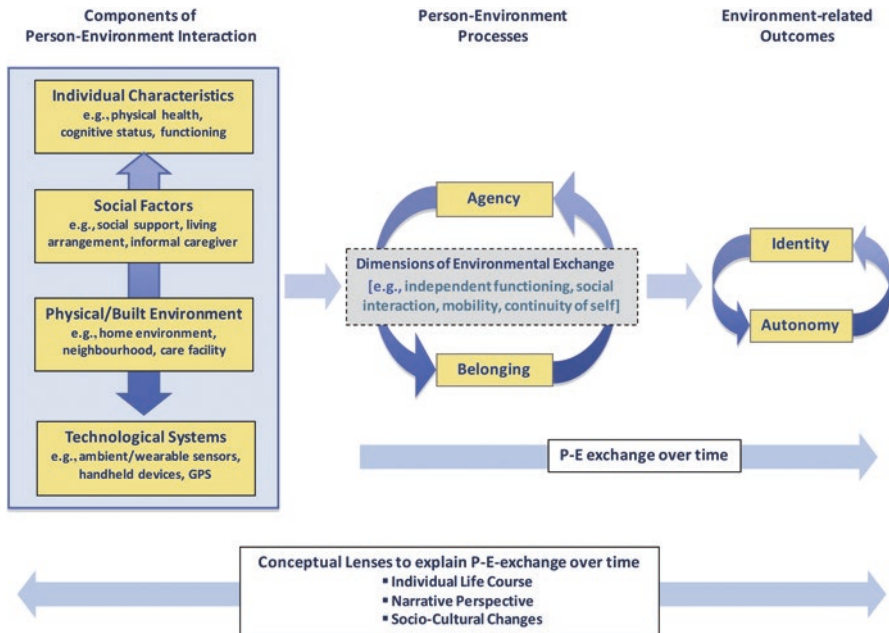 Components of
Person-Environment Interaction
Person-Environment
Processes
Environment-related
Outcomes
Individual Characteristics
e.g., physical health,
cognitive status, functioning
Social Factors
e.g., social support, living
arrangement, informal caregiver
Physical/Built Environment
e.g., home environment,
neighbourhood, care facility
Technological Systems
e.g., ambient/wearable sensors,
handheld devices, GPS
Agency
Dimensions of Environmental Exchange
[e.g., independent functioning, social
interaction, mobility, continuity of self]
Belonging
Identity
Autonomy
P-E exchange over time
Conceptual Lenses to explain P-E-exchange over time
▪ Individual Life Course
▪ Narrative Perspective
▪ Socio-Cultural Changes